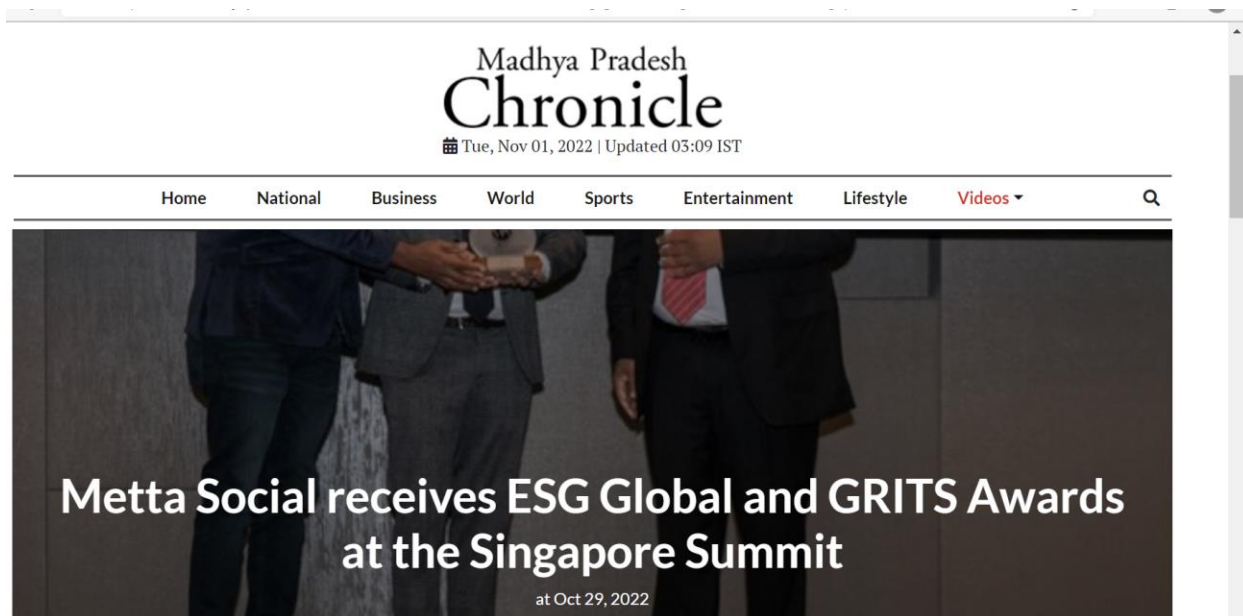 Madhya Pradesh
Chronicle
Tue, Nov 01, 2022 | Updated 03:09 IST
Home National Business World Sports Entertainment Lifestyle Videos
Metta Social receives ESG Global and GRITS Awards
at the Singapore Summit
at Oct 29, 2022